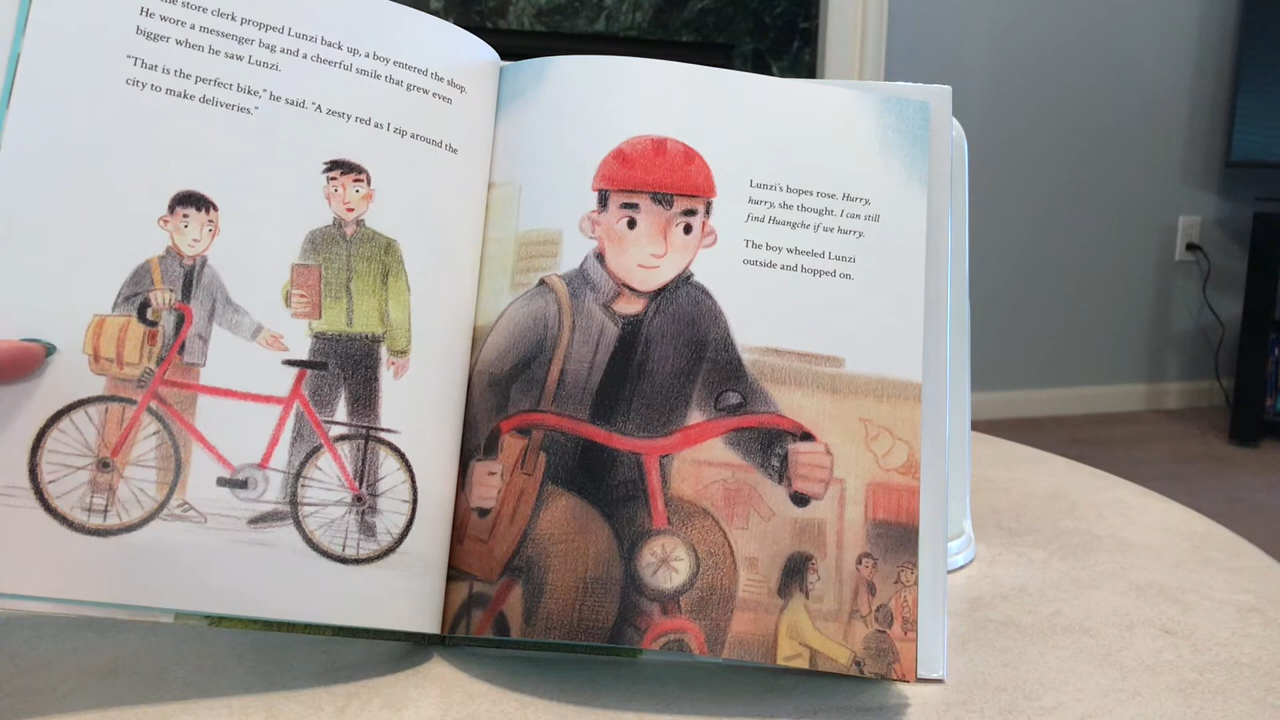 store clerk propped Lunzi back up, a boy entered the shop.
He wore a messenger bag and a cheerful smile that grew even
bigger when he saw Lunzi.
“That is the perfect bike,” he said. “A zesty red as I zip around the
city to make deliveries.”
Lunzi’s hopes rose. Hurry,
hurry, she thought. I can still
find Huangche if we hurry.
The boy wheeled Lunzi
outside and hopped on.